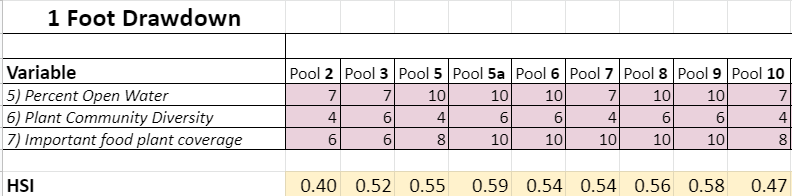 1 Foot Drawdown
Variable Pool 2 Pool 3 Pool 5 Pool 5a Pool 6 Pool 7 Pool 8 Pool 9 Pool 10
5) Percent Open Water 7 7 10 10 10 7 10 10 7
6) Plant Community Diversity 4 6 4 6 6 4 6 6 4
7) Important food plant coverage 6 6 8 10 10 10 10 10 8
HSI 0.40 0.52 0.55 0.59 0.54 0.54 0.56 0.58 0.47